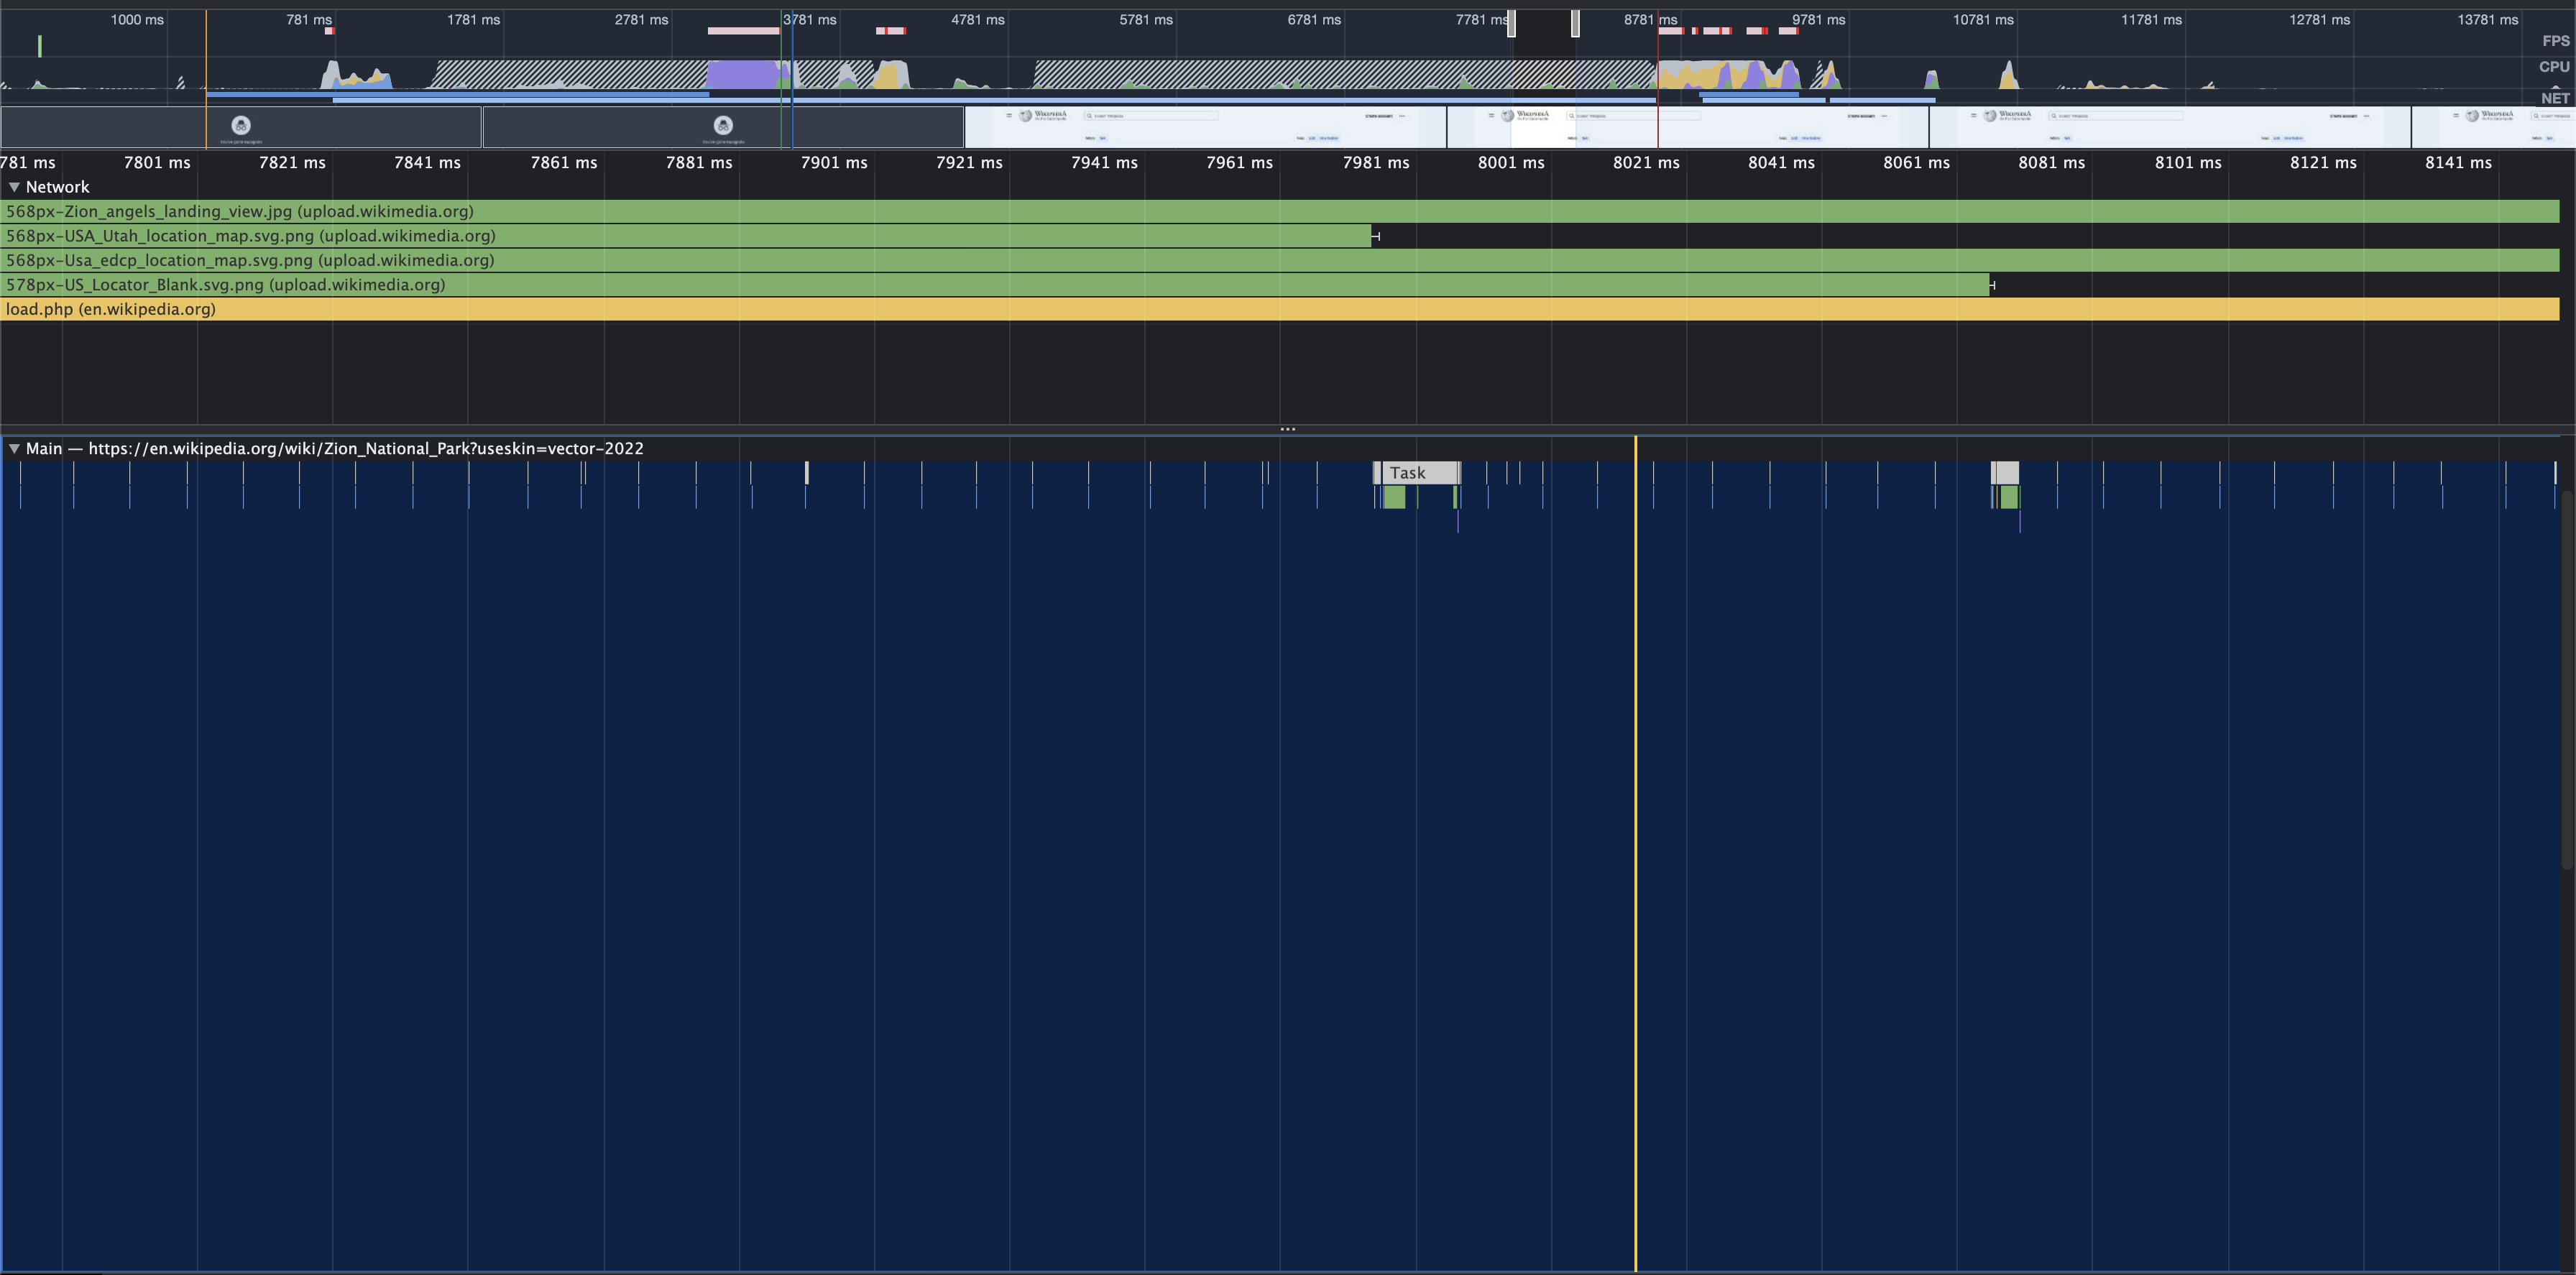 1000 ms 781 ms 1781 ms 2781 ms 3781 ms 4781 ms 5781 ms 6781 ms 7781 ms 8781 ms 9781 ms 10781 ms 11781 ms 12781 ms 13781 ms
FPS
CPU
NET
WIKIPEDIA WIKIPEDIA WIKIPEDIA WIKIPEDIA
781 ms 7801 ms 7821 ms 7841 ms 7861 ms 7881 ms 7901 ms 7921 ms 7941 ms 7961 ms 7981 ms 8001 ms 8021 ms 8041 ms 8061 ms 8081 ms 8101 ms 8121 ms 8141 ms
Network
568px-Zion_angels_landing_view.jpg (upload.wikimedia.org)
568px-USA_Utah_location_map.svg.png (upload.wikimedia.org)
568px-Usa_edcp_location_map.svg.png (upload.wikimedia.org)
578px-US_Locator_Blank.svg.png (upload.wikimedia.org)
load.php (en.wikipedia.org)
Main — https://en.wikipedia.org/wiki/Zion_National_Park?useskin=vector-2022
Task